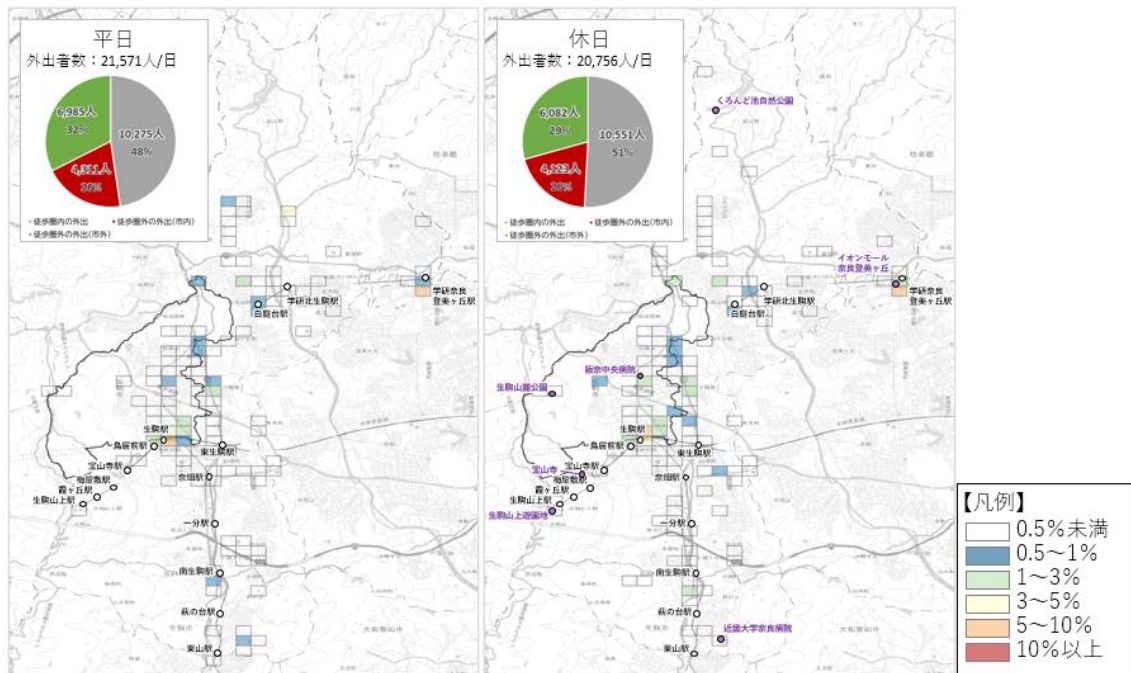 平日
外出者数：21,571人/日
6,985人
32%
10,275人
48%
4,311人
20%
徒歩圏内の外出
徒歩圏外の外出(市内)
徒歩圏外の外出(市外)
学研奈良
登美ヶ丘駅
学研北生駒駅
白庭台駅
生駒駅
鳥居前駅
東生駒駅
宝山寺駅
梅屋敷駅
霞ヶ丘駅
生駒山上駅
菜畑駅
一分駅
南生駒駅
萩の台駅
東山駅
休日
外出者数：20,756人/日
6,082人
29%
10,551人
51%
4,123人
20%
徒歩圏内の外出
徒歩圏外の外出(市内)
徒歩圏外の外出(市外)
くろんど池自然公園
イオンモール
奈良登美ヶ丘
学研奈良
登美ヶ丘駅
学研北生駒駅
白庭台駅
阪奈中央病院
生駒山麓公園
生駒駅
鳥居前駅
東生駒駅
宝山寺駅
宝山寺
梅屋敷駅
霞ヶ丘駅
生駒山上駅
生駒山上遊園地
菜畑駅
一分駅
南生駒駅
萩の台駅
近畿大学奈良病院
東山駅
【凡例】
0.5%未満
0.5～1%
1～3%
3～5%
5～10%
10%以上